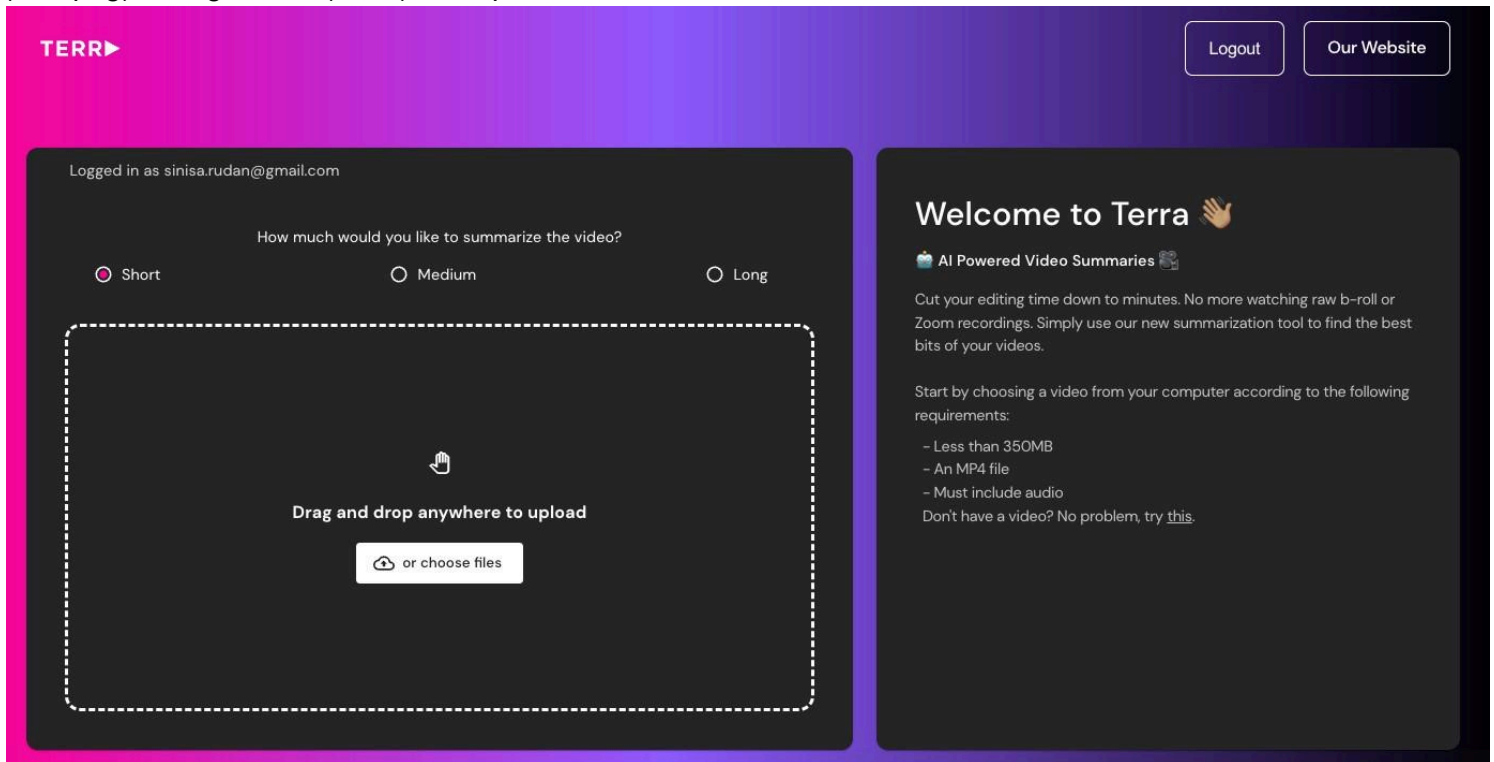 TERR
Logout
Our Website
Logged in as sinisa.rudan@gmail.com
How much would you like to summarize the video?
Short
Medium
Long
Drag and drop anywhere to upload
or choose files
Welcome to Terra 👋🏽
🤖 AI Powered Video Summaries 🎥
Cut your editing time down to minutes. No more watching raw b-roll or
Zoom recordings. Simply use our new summarization tool to find the best
bits of your videos.
Start by choosing a video from your computer according to the following
requirements:
- Less than 350MB
- An MP4 file
- Must include audio
Don't have a video? No problem, try this.